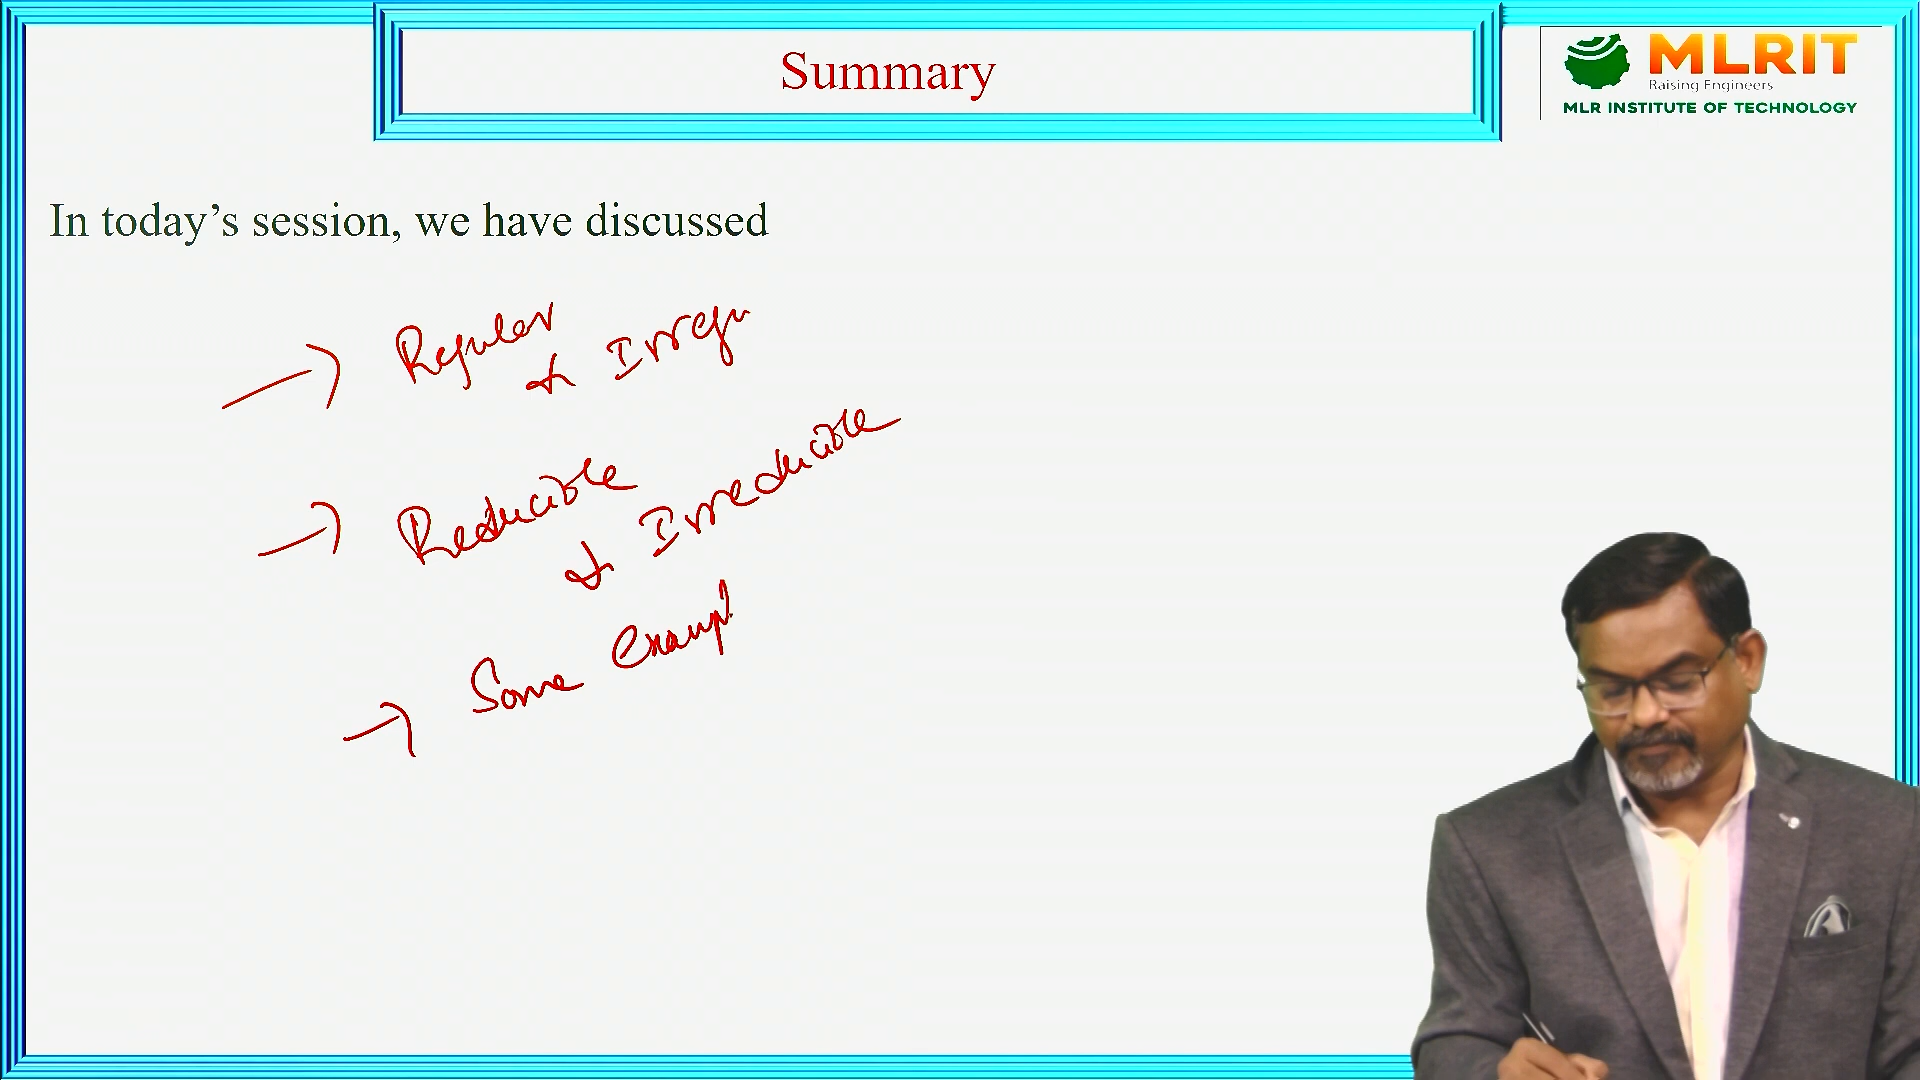 Summary
MLRIT
Raising Engineers
MLR INSTITUTE OF TECHNOLOGY
In today’s session, we have discussed
→ Regular & Irregu
→ Reducible & Irreducible
→ Some Exampl